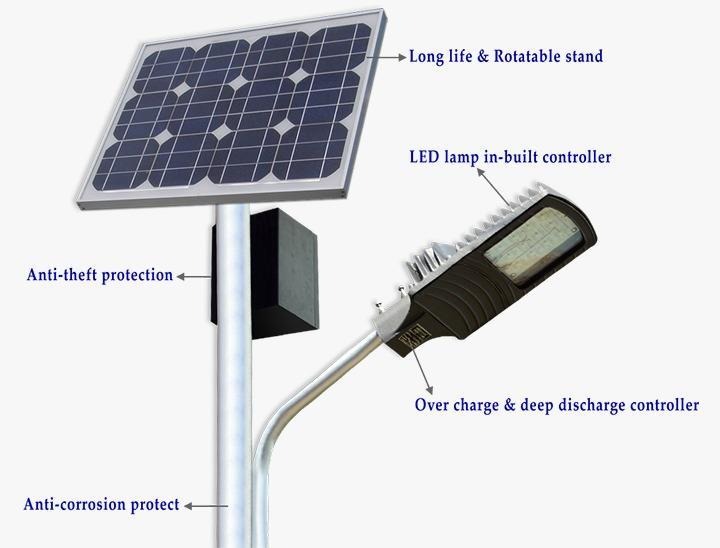 Long life & Rotatable stand
LED lamp in-built controller
Anti-theft protection
Over charge & deep discharge controller
Anti-corrosion protect